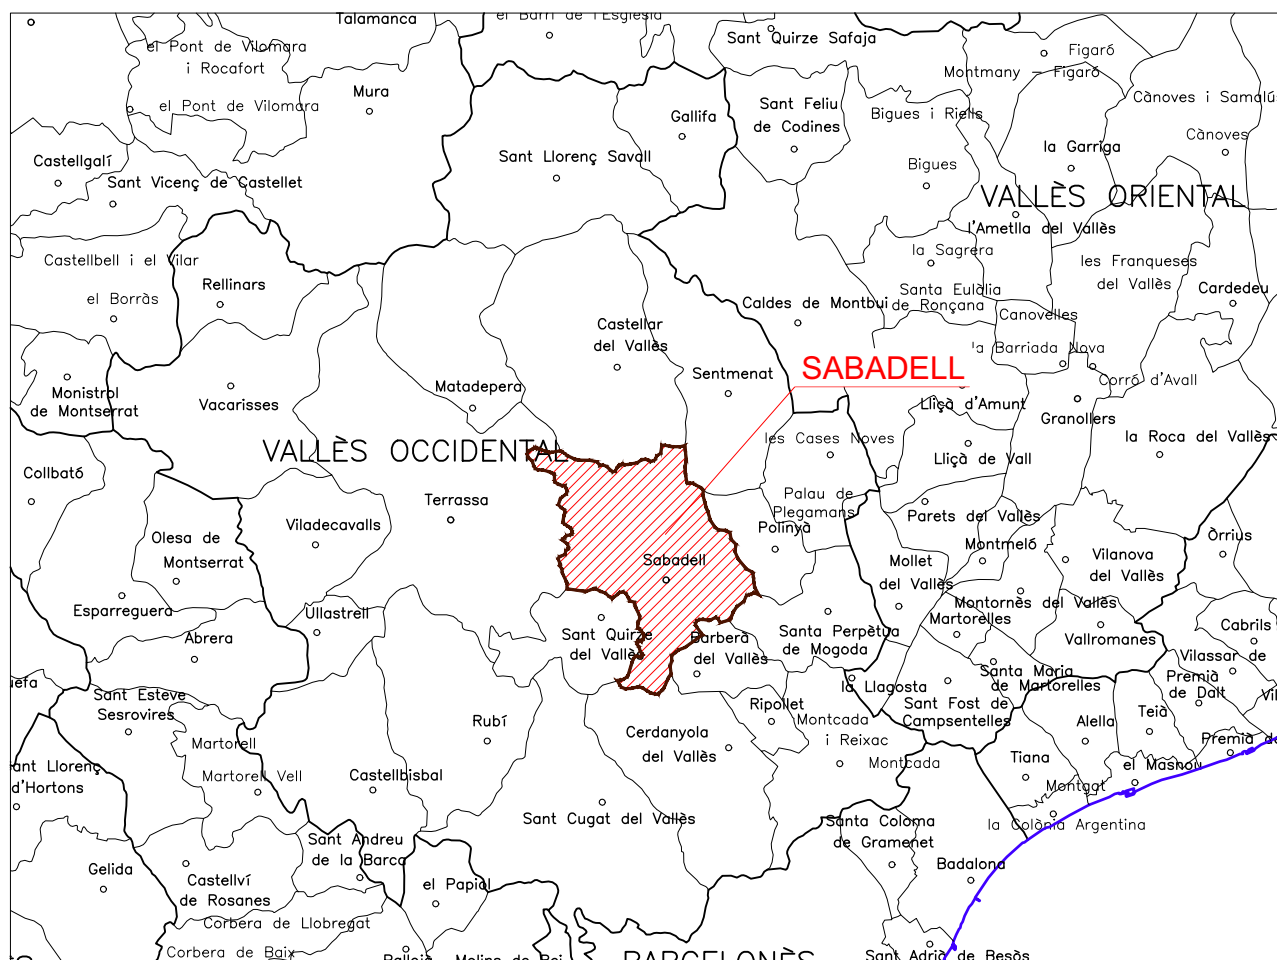 Talamanca
el Barri de l'Església
el Pont de Vilomara
i Rocafort
Sant Quirze Safaja
Figaró
Montmany - Figaró
Mura
el Pont de Vilomara
Gallifa
Sant Feliu
de Codines
Bigues i Riells
Cànoves i Samalús
Cànoves
la Garriga
Castellgalí
Sant Llorenç Savall
Bigues
Sant Vicenç de Castellet
VALLÈS ORIENTAL
l'Ametlla del Vallès
Castellbell i el Vilar
la Sagrera
les Franqueses
del Vallès
Rellinars
el Borràs
Caldes de Montbui
Santa Eulàlia
de Ronçana
Cardedeu
Canovelles
Castellar
del Vallès
la Barriada Nova
SABADELL
Sentmenat
Corró d'Avall
Monistrol
de Montserrat
Matadepera
Vacarisses
Lliçà d'Amunt
Granollers
les Cases Noves
la Roca del Vallès
VALLÈS OCCIDENTAL
Lliçà de Vall
Collbató
Terrassa
Palau de
Plegamans
Viladecavalls
Polinyà
Parets del Vallès
Olesa de
Montserrat
Montmeló
Òrrius
Sabadell
Mollet
del Vallès
Vilanova
del Vallès
Esparreguera
Ullastrell
Montornès del Vallès
Martorelles
Abrera
Sant Quirze
del Vallès
Barberà
del Vallès
Santa Perpètua
de Mogoda
Vallromanes
Cabrils
Vilassar de
Santa Maria
de Martorelles
Premià
de Dalt
uefa
la Llagosta
Sant Esteve
Sesrovires
Ripollet
Sant Fost de
Campsentelles
Vil
Teià
Alella
Montcada
i Reixac
Rubí
Cerdanyola
del Vallès
Martorell
Premià de
Tiana
el Masnou
Montcada
ant Llorenç
d'Hortons
Martorell Vell
Castellbisbal
Montgat
Sant Cugat del Vallès
Santa Coloma
de Gramenet
la Colònia Argentina
Sant Andreu
de la Barca
Badalona
Gelida
Castellví
de Rosanes
el Papiol
Corbera de Llobregat
Corbera de Baix
Pallejà
Molins de Rei
BARCELONÈS
Sant Adrià de Besòs